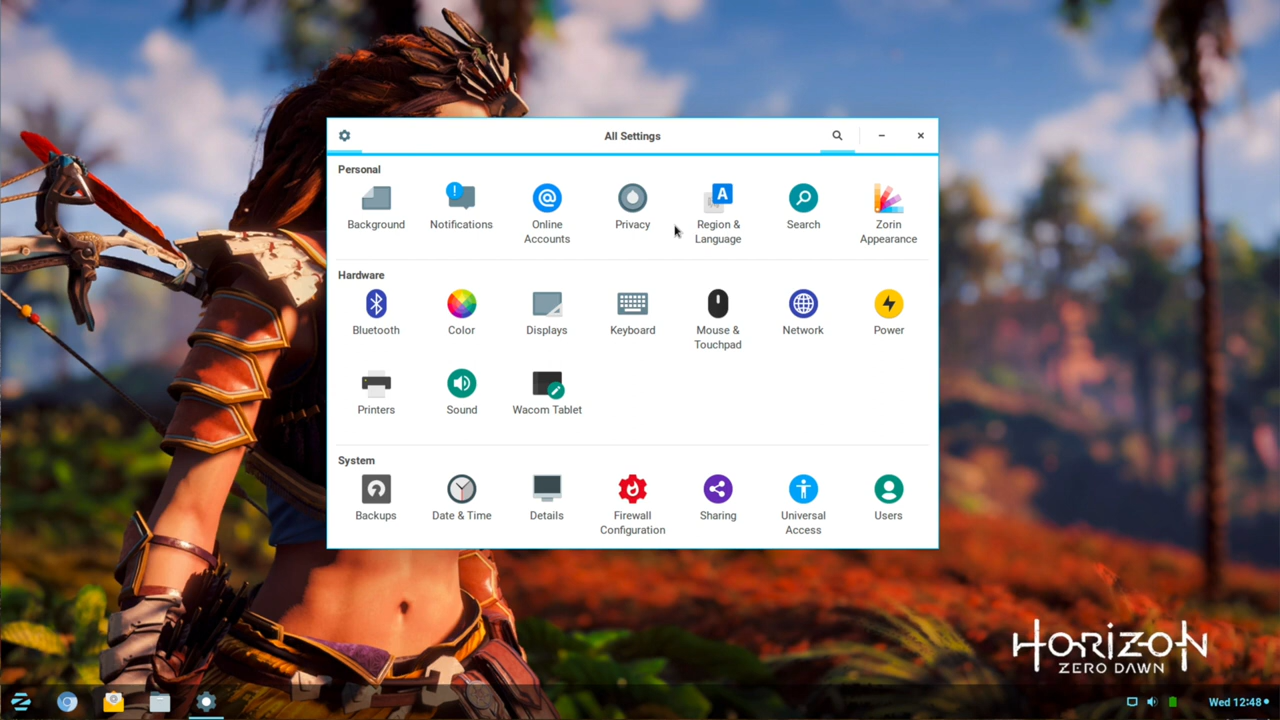 All Settings
Personal
Background
Notifications
Online
Accounts
Privacy
Region &
Language
Search
Zorin
Appearance
Hardware
Bluetooth
Color
Displays
Keyboard
Mouse &
Touchpad
Network
Power
Printers
Sound
Wacom Tablet
System
Backups
Date & Time
Details
Firewall
Configuration
Sharing
Universal
Access
Users
HORIZON
ZERO DAWN
Wed 12:48